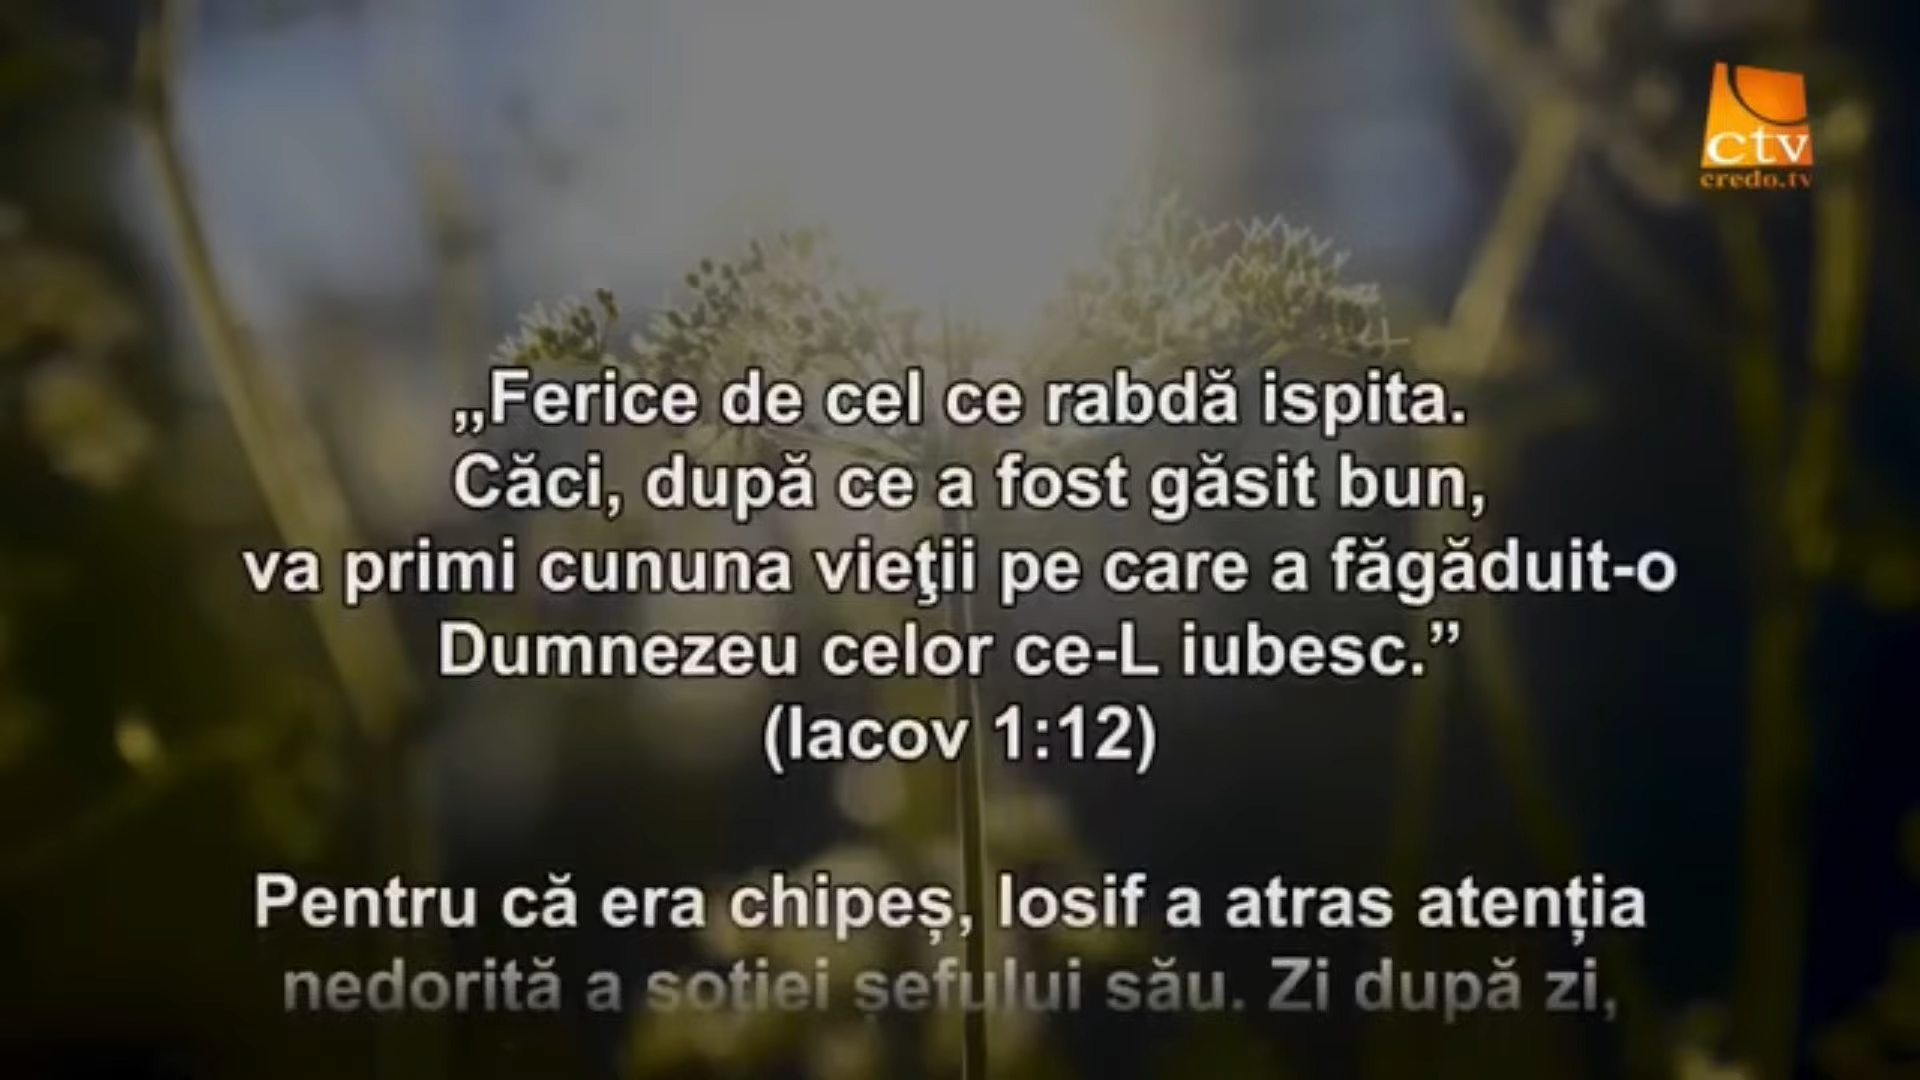 ctv
credo.tv
„Ferice de cel ce rabdă ispita.
Căci, după ce a fost găsit bun,
va primi cununa vieţii pe care a făgăduit-o
Dumnezeu celor ce-L iubesc.”
(Iacov 1:12)
Pentru că era chipeș, Iosif a atras atenția
nedorită a soției șefului său. Zi după zi,